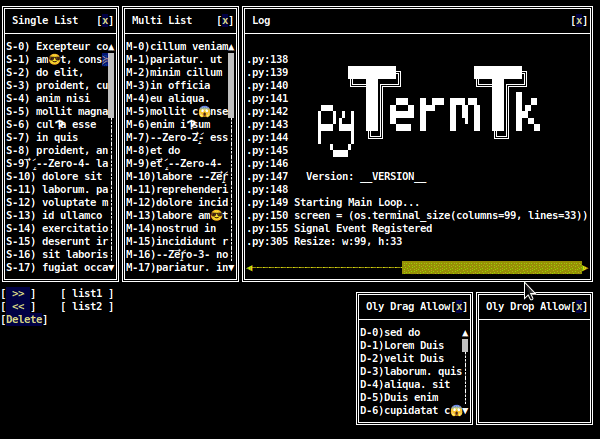 Single List [x]
S-0) Excepteur co▲
S-1) am😎t, cons
S-2) do elit,
S-3) proident, cu
S-4) anim nisi
S-5) mollit magna
S-6) cul esse
S-7) in quis
S-8) proident, an
S-9) --Zero-4- la
S-10) dolore sit
S-11) laborum. pa
S-12) voluptate m
S-13) id ullamco
S-14) exercitatio
S-15) deserunt ir
S-16) sit laboris
S-17) fugiat occa▼
Multi List [x]
M-0)cillum veniam▲
M-1)pariatur. ut
M-2)minim cillum
M-3)in officia
M-4)eu aliqua.
M-5)mollit c😱nse
M-6)enim i sum
M-7)--Zero-2 ess
M-8)et do
M-9)et --Zero-4-
M-10)labore --Zer
M-11)reprehenderi
M-12)dolore incid
M-13)labore am😎t
M-14)nostrud in
M-15)incididunt r
M-16)--Zero-3- no
M-17)pariatur. in▼
Log [x]
.py:138
.py:139
.py:140
.py:141
.py:142
.py:143
.py:144
.py:145
.py:146
pyTermTk
.py:147 Version: __VERSION__
.py:148
.py:149 Starting Main Loop...
.py:150 screen = (os.terminal_size(columns=99, lines=33))
.py:155 Signal Event Registered
.py:305 Resize: w:99, h:33
[ >> ] [ list1 ]
[ << ] [ list2 ]
[Delete]
Oly Drag Allow[x]
D-0)sed do ▲
D-1)Lorem Duis
D-2)velit Duis
D-3)laborum. quis
D-4)aliqua. sit
D-5)Duis enim
D-6)cupidatat c😱▼
Oly Drop Allow[x]